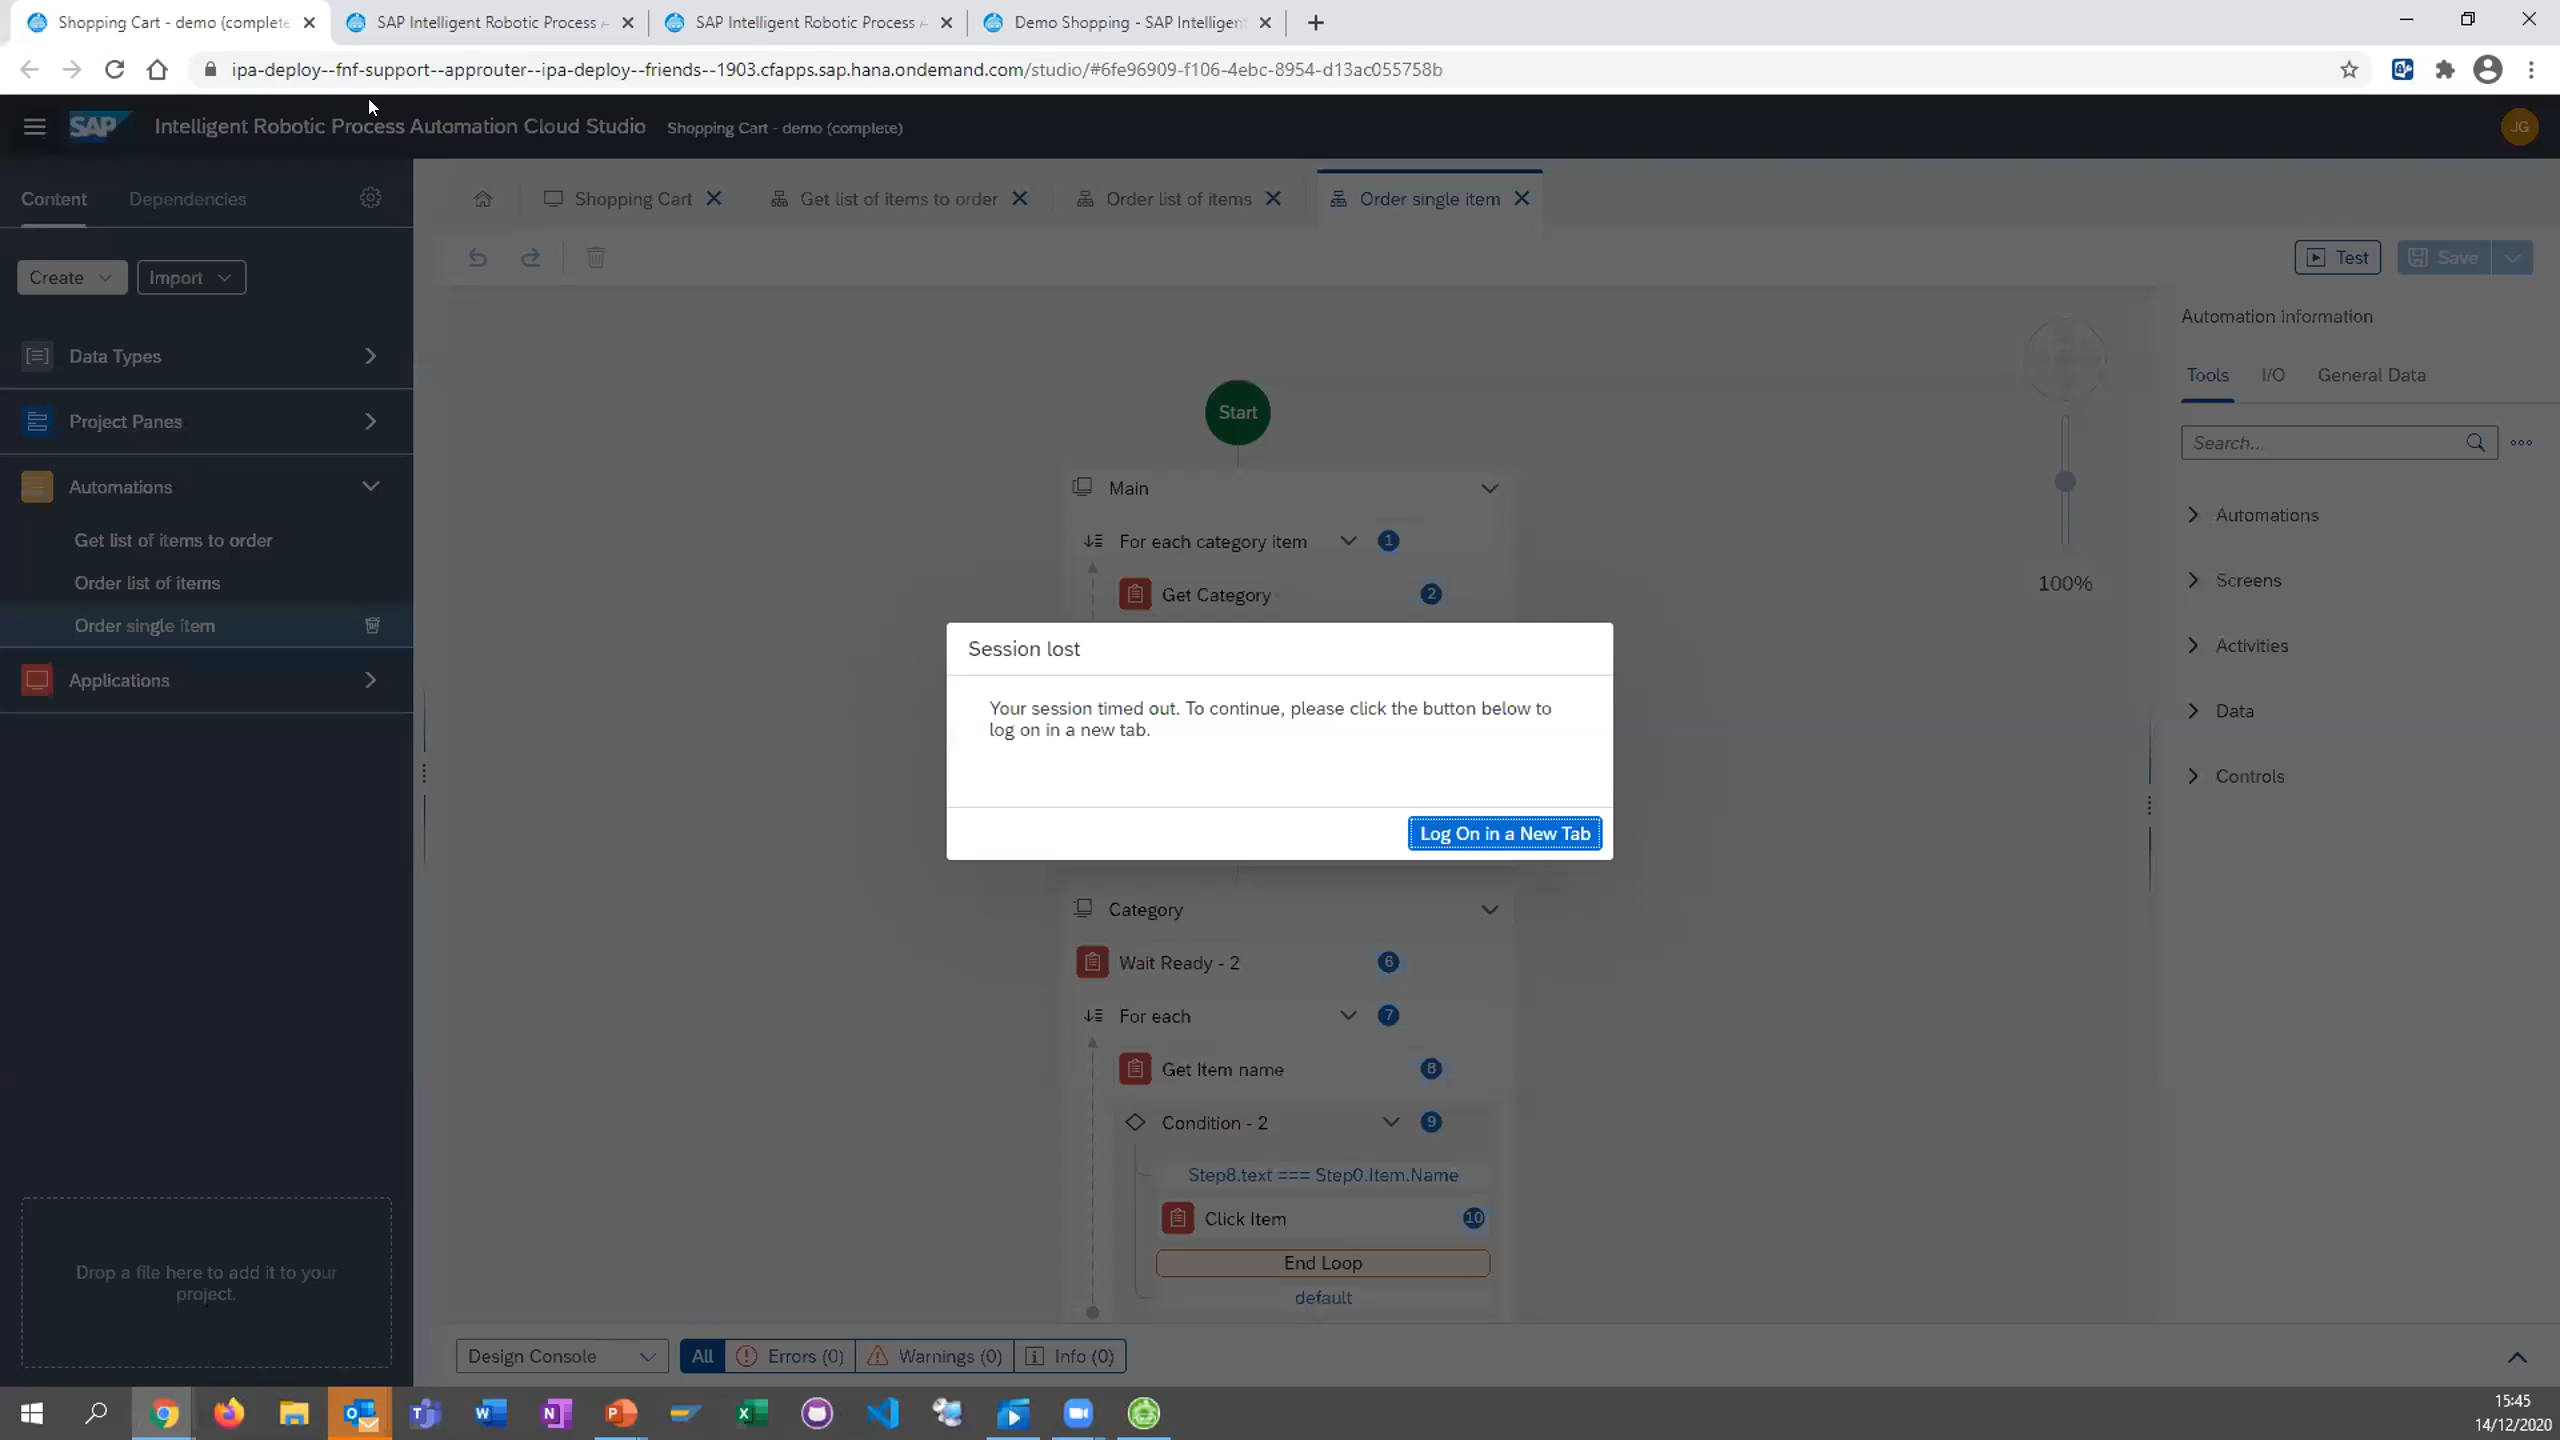 Shopping Cart - demo (complete
SAP Intelligent Robotic Process A
SAP Intelligent Robotic Process A
Demo Shopping - SAP Intelligent
ipa-deploy--fnf-support--approuter--ipa-deploy--friends--1903.cfapps.sap.hana.ondemand.com/studio/#6fe96909-f106-4ebc-8954-d13ac055758b
SAP Intelligent Robotic Process Automation Cloud Studio Shopping Cart - demo (complete)
JG
Content Dependencies
Shopping Cart
Get list of items to order
Order list of items
Order single item
Create Import
Test Save
Data Types
Project Panes
Automations
Get list of items to order
Order list of items
Order single item
Applications
Drop a file here to add it to your
project.
Start
Main
For each category item 1
Get Category 2
Session lost
Your session timed out. To continue, please click the button below to
log on in a new tab.
Log On in a New Tab
Category
Wait Ready - 2 6
For each 7
Get Item name 8
Condition - 2 9
Step8.text === Step0.Item.Name
Click Item 10
End Loop
default
100%
Automation information
Tools I/O General Data
Search...
Automations
Screens
Activities
Data
Controls
Design Console All Errors (0) Warnings (0) Info (0)
15:45
14/12/2020